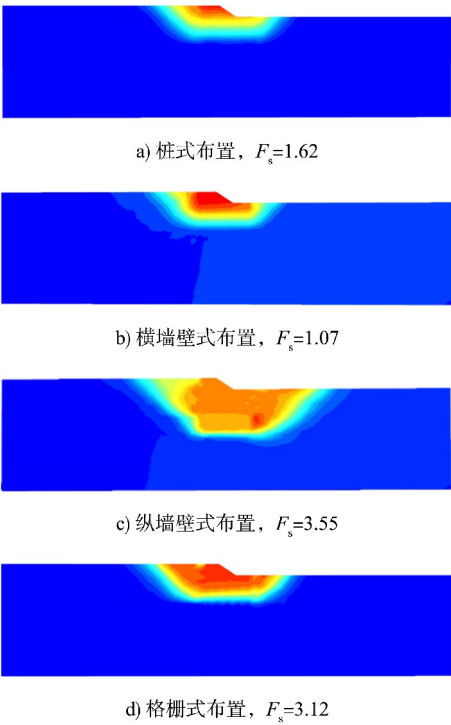 a) 桩式布置，Fs=1.62
b) 横墙壁式布置，Fs=1.07
c) 纵墙壁式布置，Fs=3.55
d) 格栅式布置，Fs=3.12